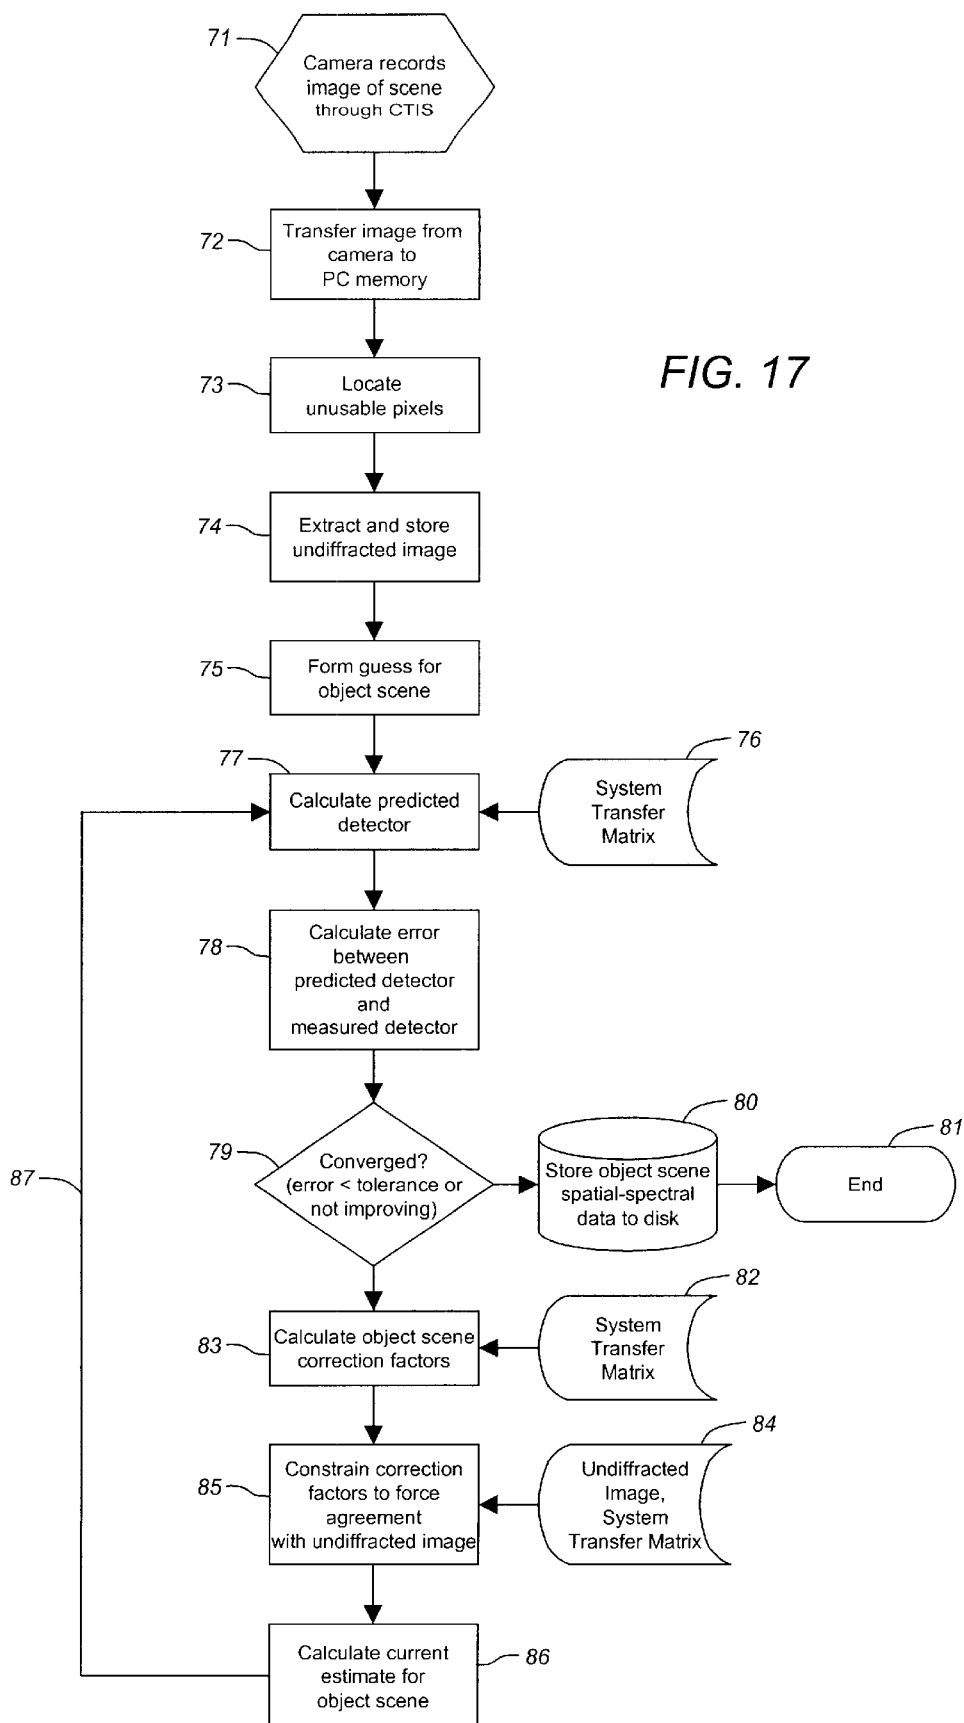 71
Camera records
image of scene
through CTIS
72
Transfer image from
camera to
PC memory
FIG. 17
73
Locate
unusable pixels
74
Extract and store
undiffracted image
75
Form guess for
object scene
76
System
Transfer
Matrix
77
Calculate predicted
detector
78
Calculate error
between
predicted detector
and
measured detector
79
Converged?
(error < tolerance or
not improving)
80
Store object scene
spatial-spectral
data to disk
81
End
87
82
System
Transfer
Matrix
83
Calculate object scene
correction factors
84
Undiffracted
Image,
System
Transfer Matrix
85
Constrain correction
factors to force
agreement
with undiffracted image
86
Calculate current
estimate for
object scene